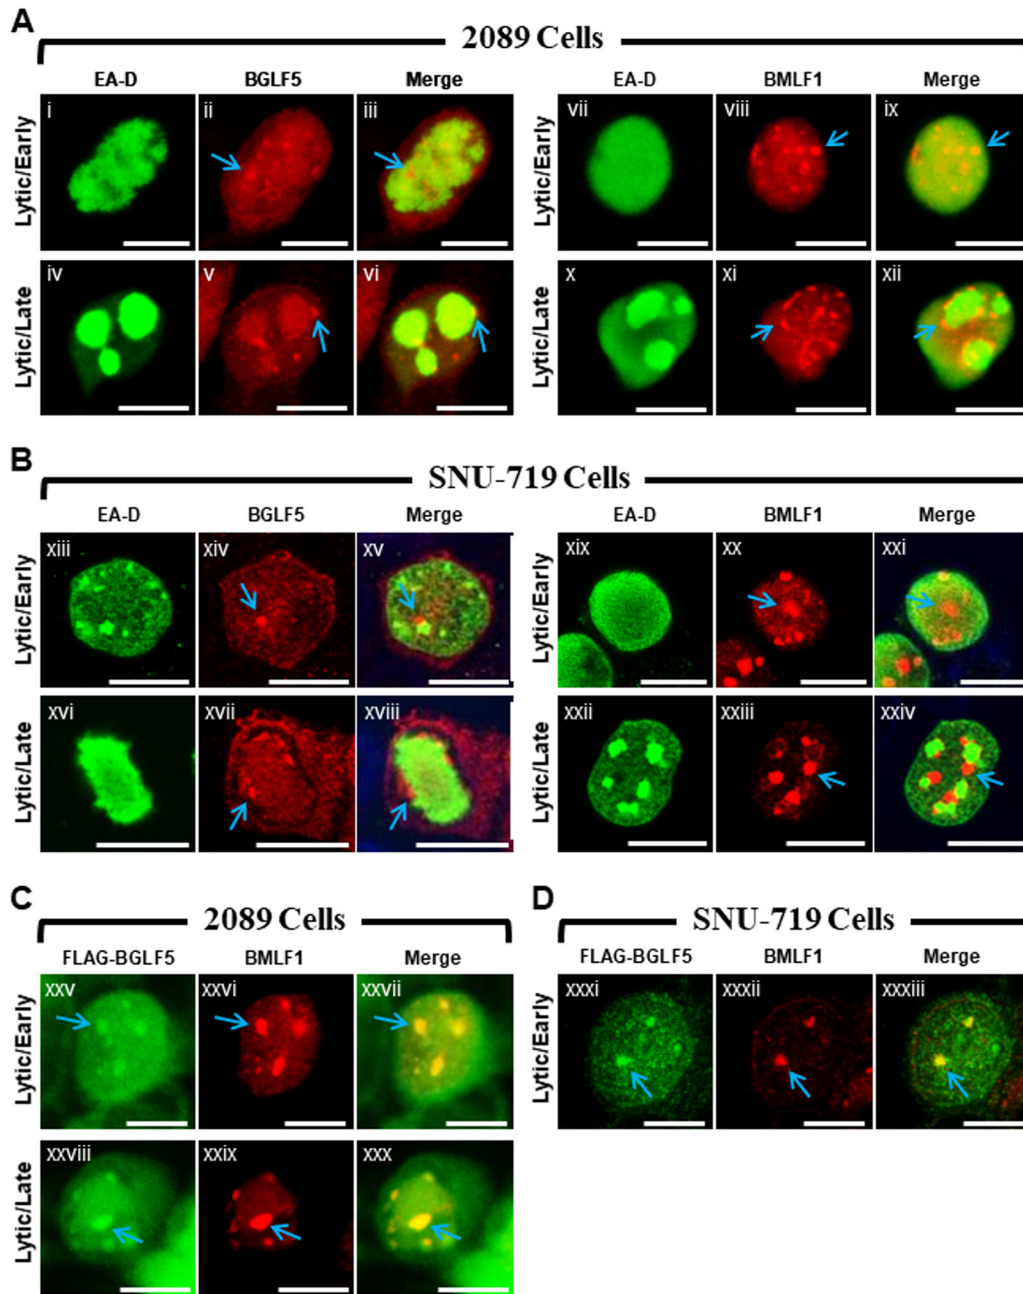 A
2089 Cells
EA-D BGLF5 Merge EA-D BMLF1 Merge
Lytic/Early
i ii iii
Lytic/Early
vii viii ix
Lytic/Late
iv v vi
Lytic/Late
x xi xii
B
SNU-719 Cells
EA-D BGLF5 Merge EA-D BMLF1 Merge
Lytic/Early
xiii xiv xv
Lytic/Early
xix xx xxi
Lytic/Late
xvi xvii xviii
Lytic/Late
xxii xxiii xxiv
C
2089 Cells
FLAG-BGLF5 BMLF1 Merge
Lytic/Early
xxv xxvi xxvii
Lytic/Late
xxviii xxix xxx
D
SNU-719 Cells
FLAG-BGLF5 BMLF1 Merge
Lytic/Early
xxxi xxxii xxxiii